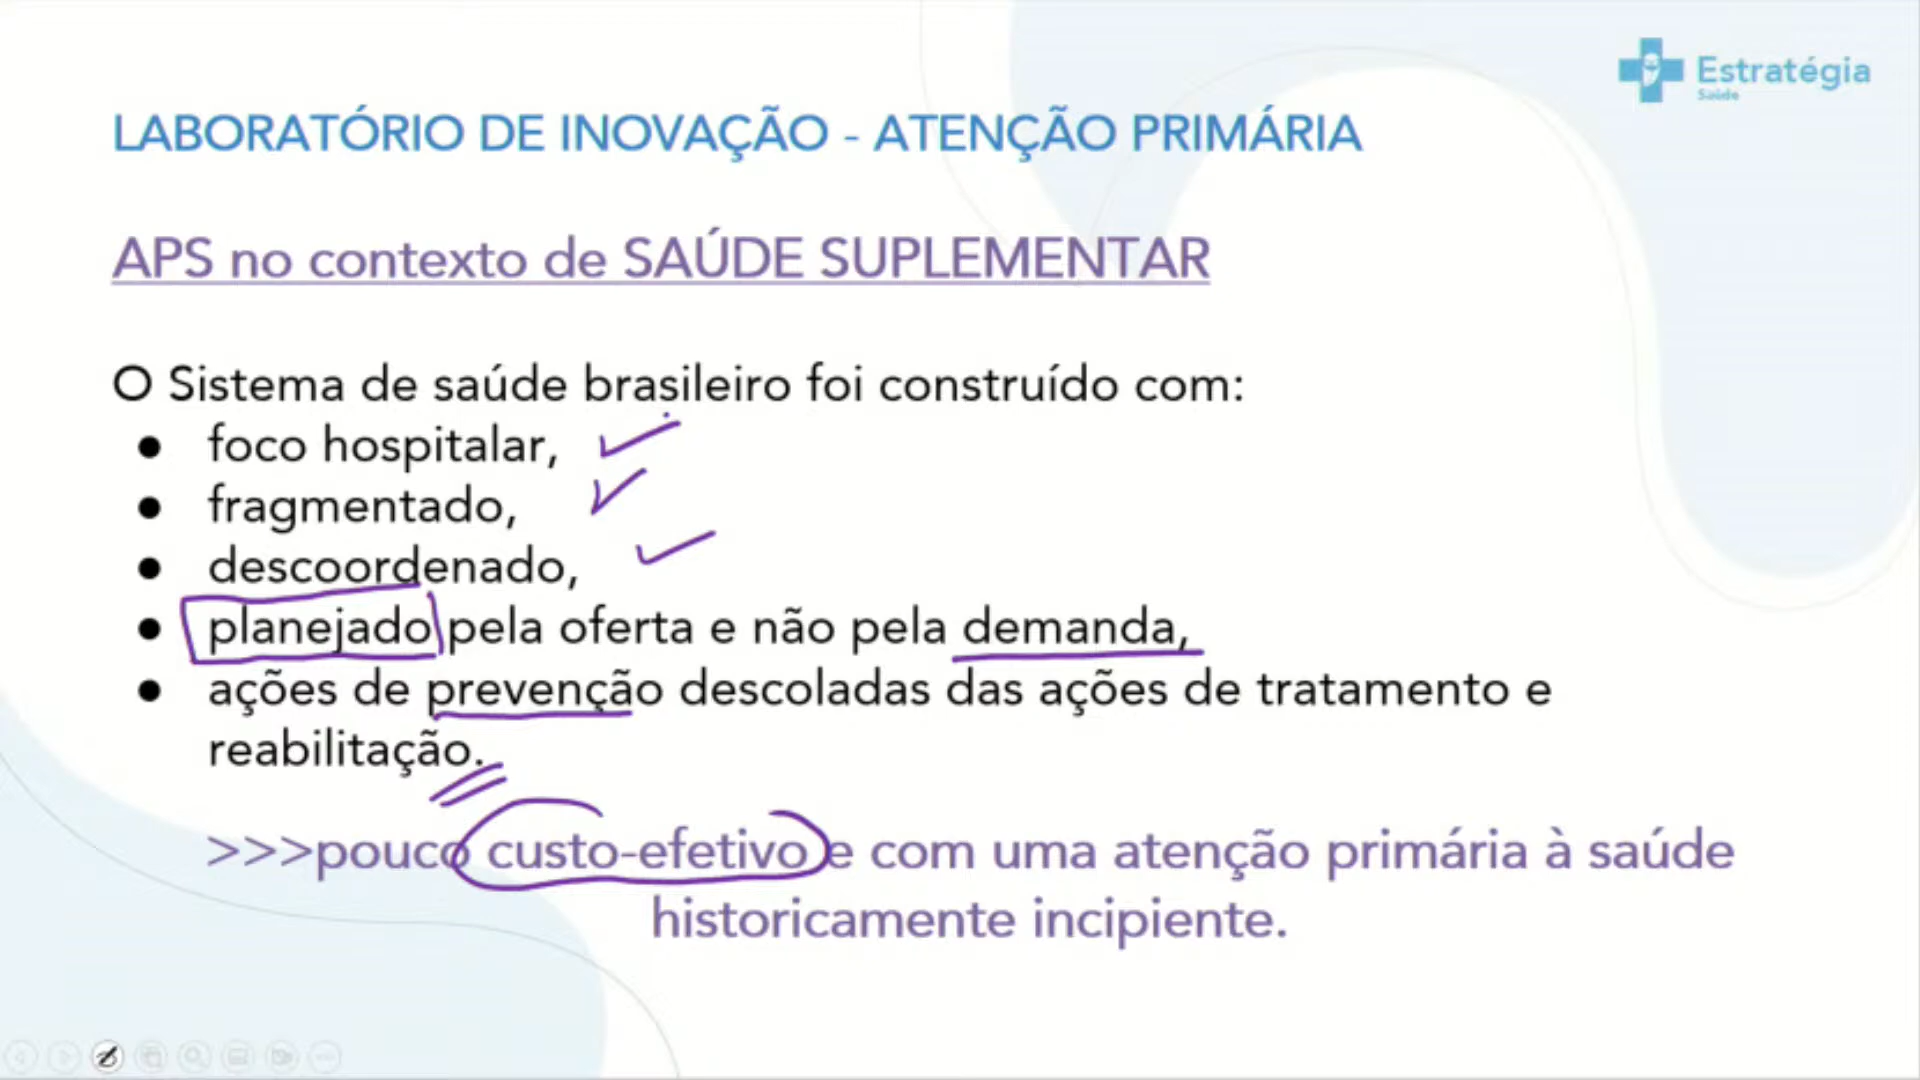 Estratégia
Saúde
LABORATÓRIO DE INOVAÇÃO - ATENÇÃO PRIMÁRIA
APS no contexto de SAÚDE SUPLEMENTAR
O Sistema de saúde brasileiro foi construído com:
● foco hospitalar,
● fragmentado,
● descoordenado,
● planejado pela oferta e não pela demanda,
● ações de prevenção descoladas das ações de tratamento e
reabilitação.
>>>pouco custo-efetivo e com uma atenção primária à saúde
historicamente incipiente.